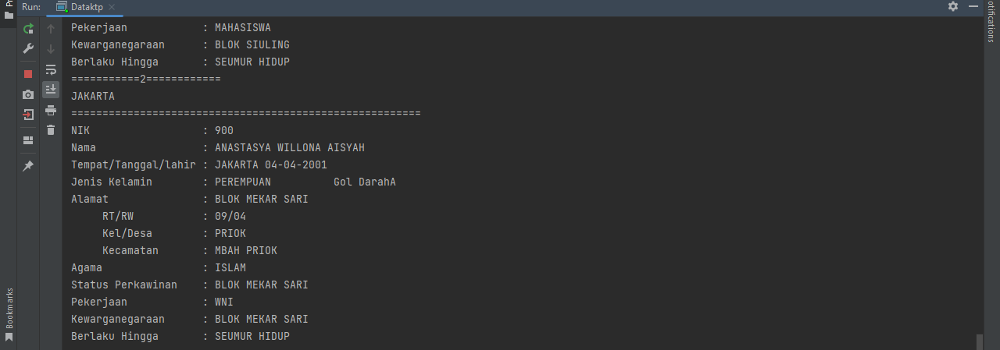 Run: Dataktp
Pekerjaan : MAHASISWA
Kewarganegaraan : BLOK SIULING
Berlaku Hingga : SEUMUR HIDUP
===========2============
JAKARTA
========================================================
NIK : 900
Nama : ANASTASYA WILLONA AISYAH
Tempat/Tanggal/lahir : JAKARTA 04-04-2001
Jenis Kelamin : PEREMPUAN Gol DarahA
Alamat : BLOK MEKAR SARI
RT/RW : 09/04
Kel/Desa : PRIOK
Kecamatan : MBAH PRIOK
Agama : ISLAM
Status Perkawinan : BLOK MEKAR SARI
Pekerjaan : WNI
Kewarganegaraan : BLOK MEKAR SARI
Berlaku Hingga : SEUMUR HIDUP
Bookmarks
otifications